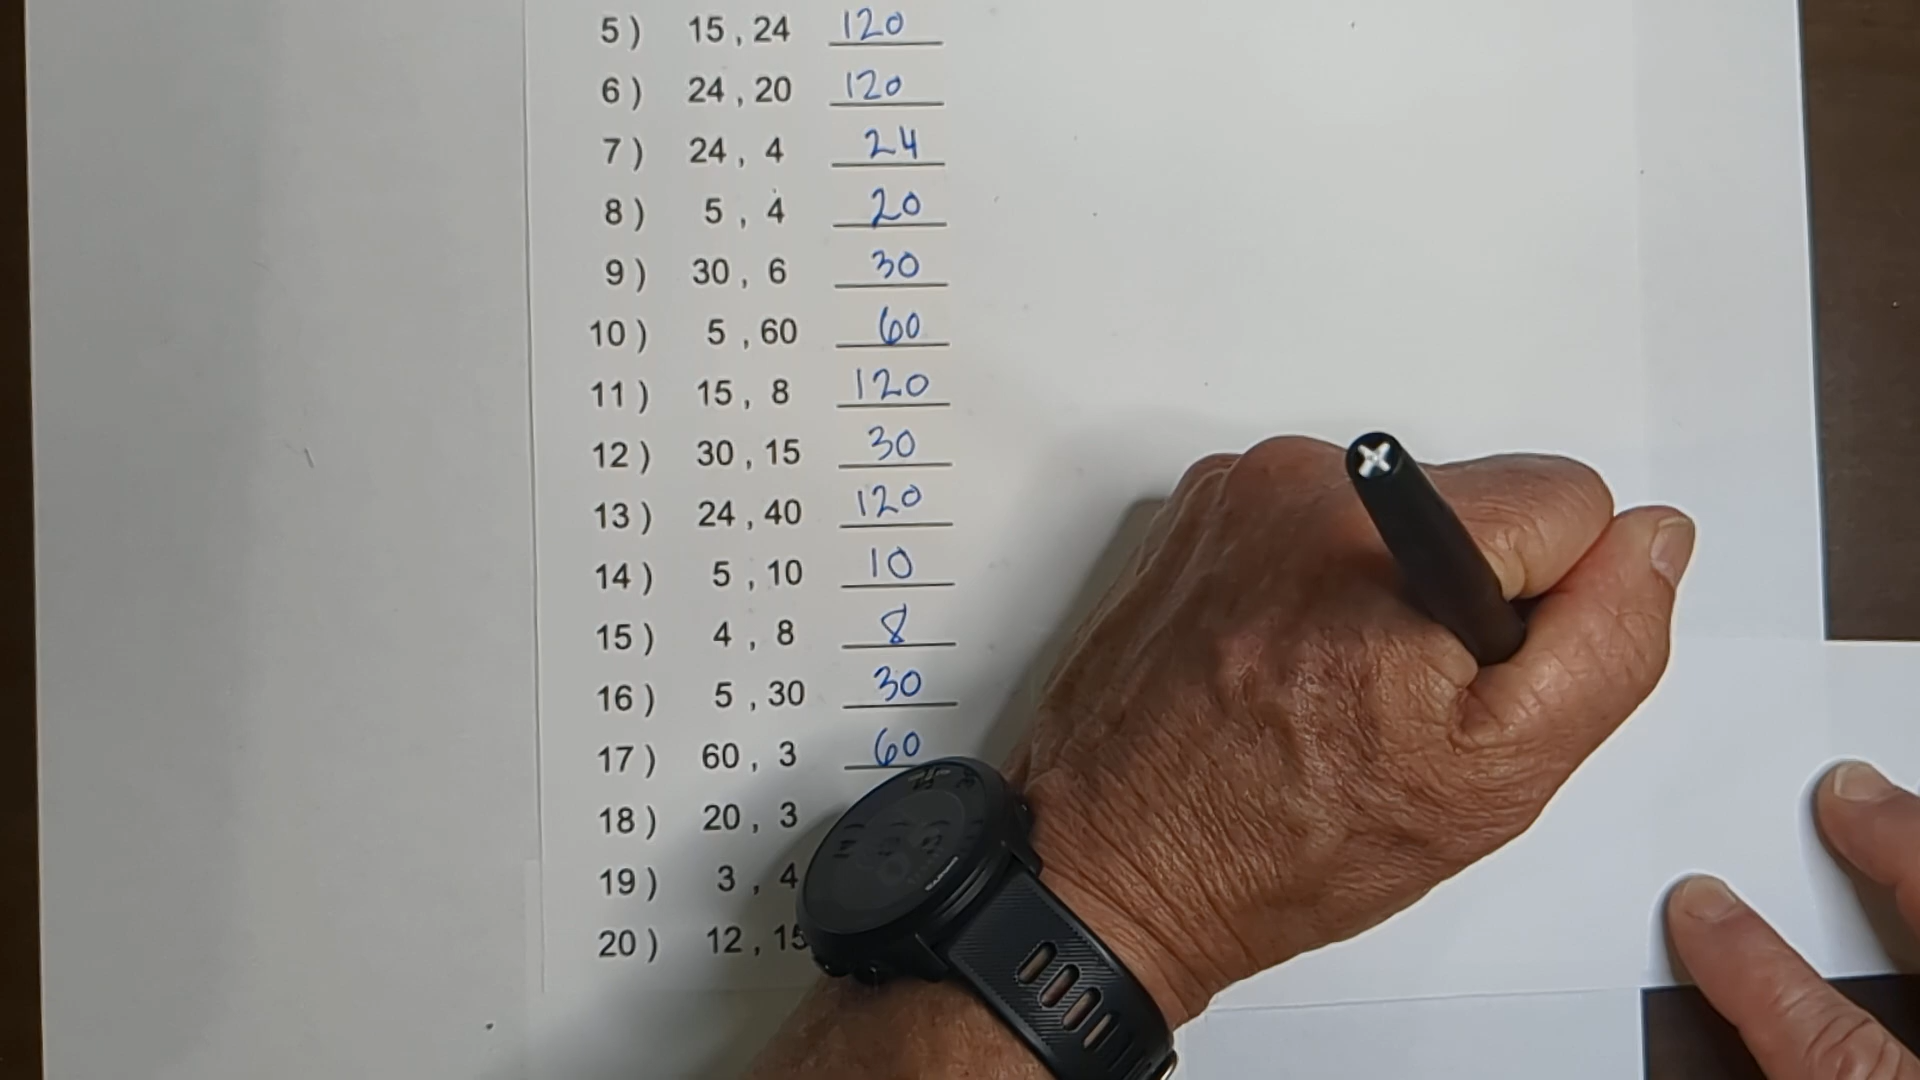 5) 15, 24 120
6) 24, 20 120
7) 24, 4 24
8) 5, 4 20
9) 30, 6 30
10) 5, 60 60
11) 15, 8 120
12) 30, 15 30
13) 24, 40 120
14) 5, 10 10
15) 4, 8 8
16) 5, 30 30
17) 60, 3 60
18) 20, 3
19) 3, 4
20) 12, 15
GARMIN